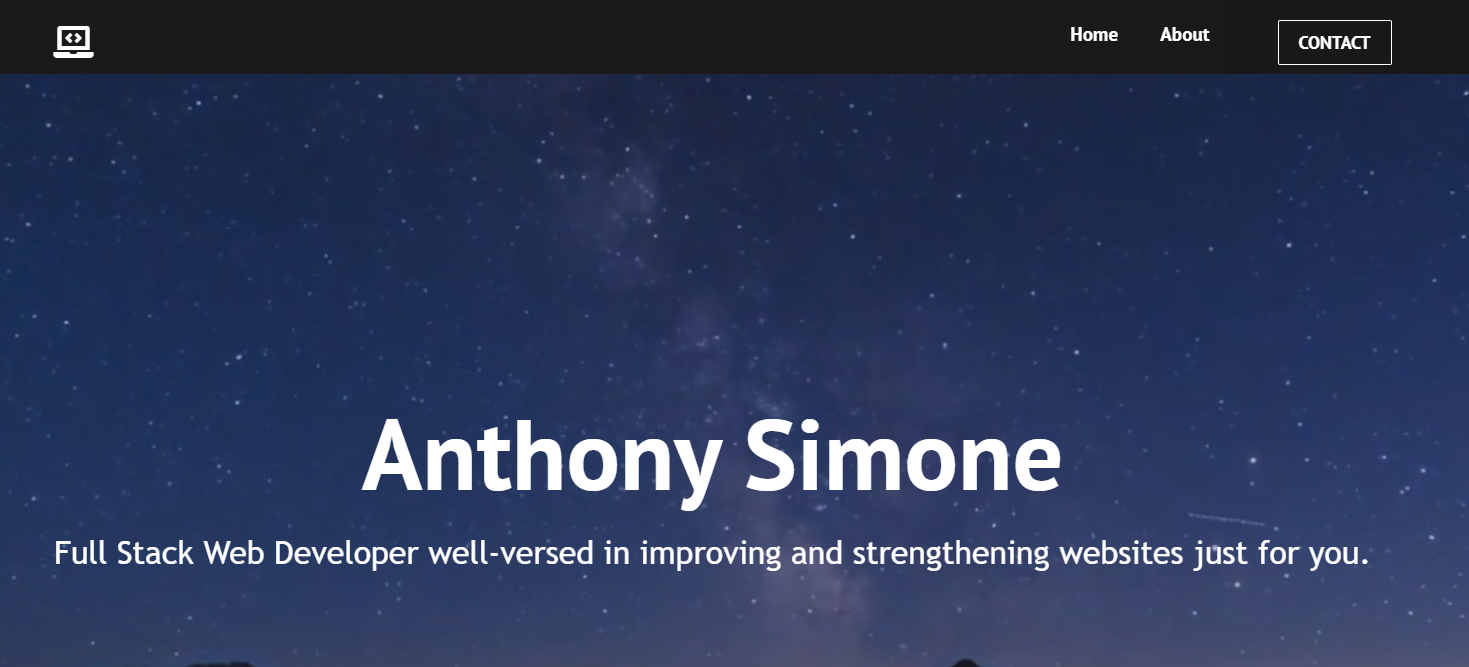 Home About CONTACT
Anthony Simone
Full Stack Web Developer well-versed in improving and strengthening websites just for you.